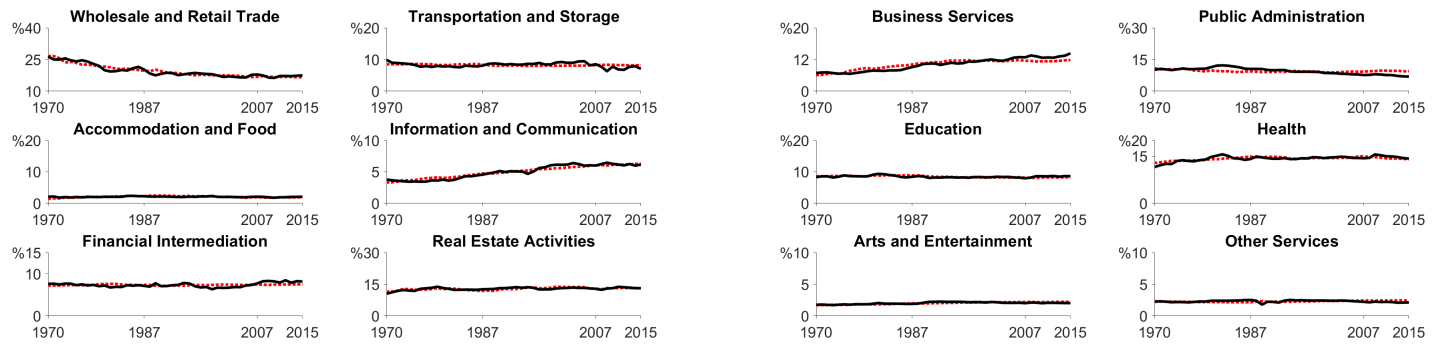 Wholesale and Retail Trade
%40
25
10
1970 1987 2007 2015
Transportation and Storage
%20
10
0
1970 1987 2007 2015
Business Services
%20
12
0
1970 1987 2007 2015
Public Administration
%30
15
0
1970 1987 2007 2015
Accommodation and Food
%20
10
0
1970 1987 2007 2015
Information and Communication
%10
5
0
1970 1987 2007 2015
Education
%20
10
0
1970 1987 2007 2015
Health
%20
15
0
1970 1987 2007 2015
Financial Intermediation
%15
10
0
1970 1987 2007 2015
Real Estate Activities
%30
15
0
1970 1987 2007 2015
Arts and Entertainment
%10
5
0
1970 1987 2007 2015
Other Services
%10
5
0
1970 1987 2007 2015